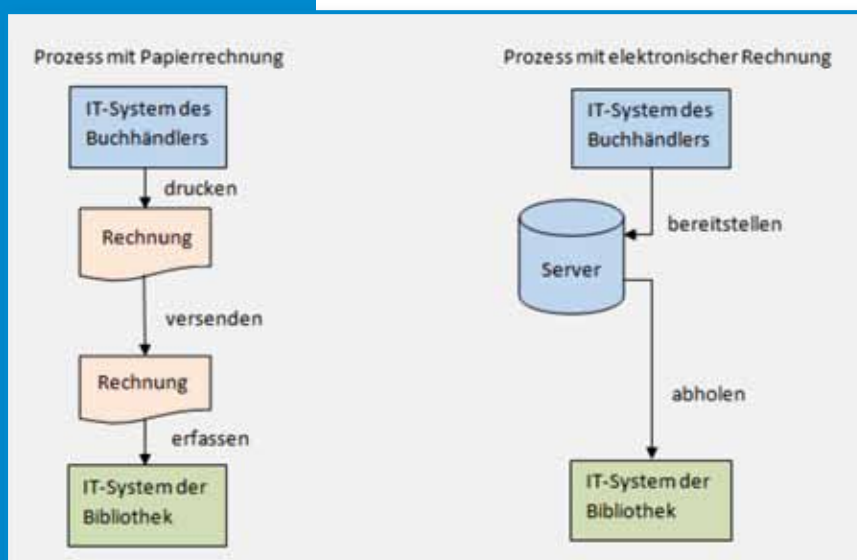 Prozess mit Papierrechnung
IT-System des
Buchhändlers
drucken
Rechnung
versenden
Rechnung
erfassen
IT-System der
Bibliothek
Prozess mit elektronischer Rechnung
IT-System des
Buchhändlers
bereitstellen
Server
abholen
IT-System der
Bibliothek